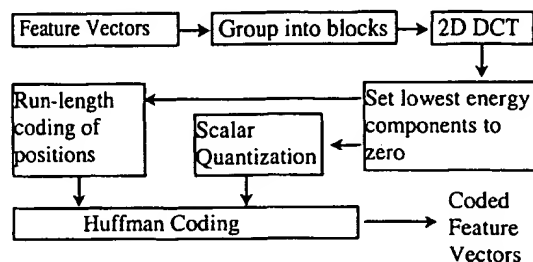 Feature Vectors
Group into blocks
2D DCT
Run-length
coding of
positions
Scalar
Quantization
Set lowest energy
components to
zero
Huffman Coding
Coded
Feature
Vectors